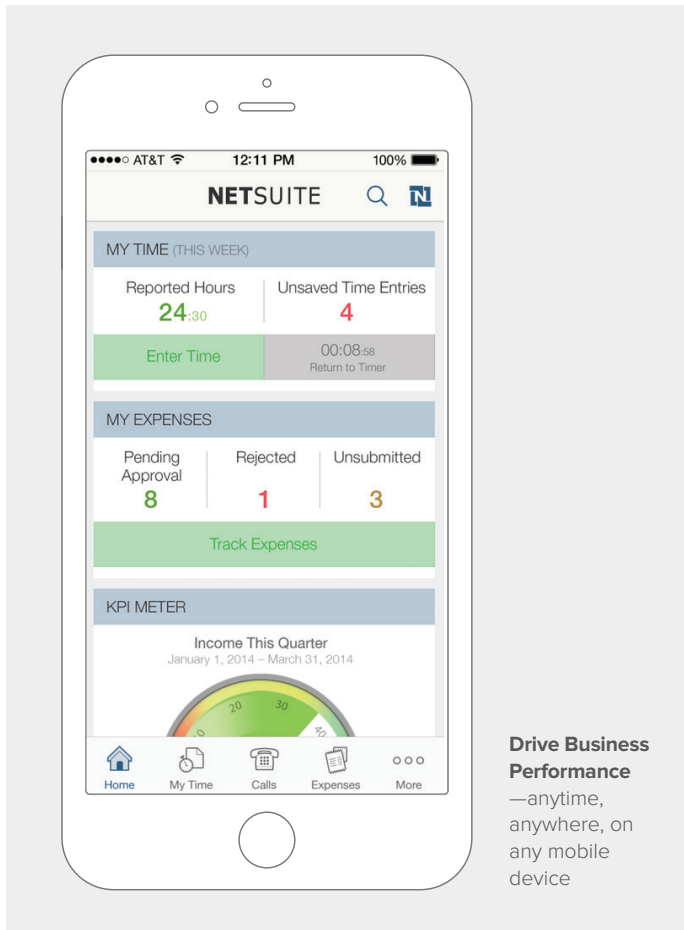 AT&T 12:11 PM 100%
NETSUITE N
MY TIME (THIS WEEK)
Reported Hours Unsaved Time Entries
24:30 4
Enter Time 00:08:58
Return to Timer
MY EXPENSES
Pending Rejected Unsubmitted
Approval
8 1 3
Track Expenses
KPI METER
Income This Quarter
January 1, 2014 – March 31, 2014
20 30
10 40
Home My Time Calls Expenses More
Drive Business
Performance
—anytime,
anywhere, on
any mobile
device